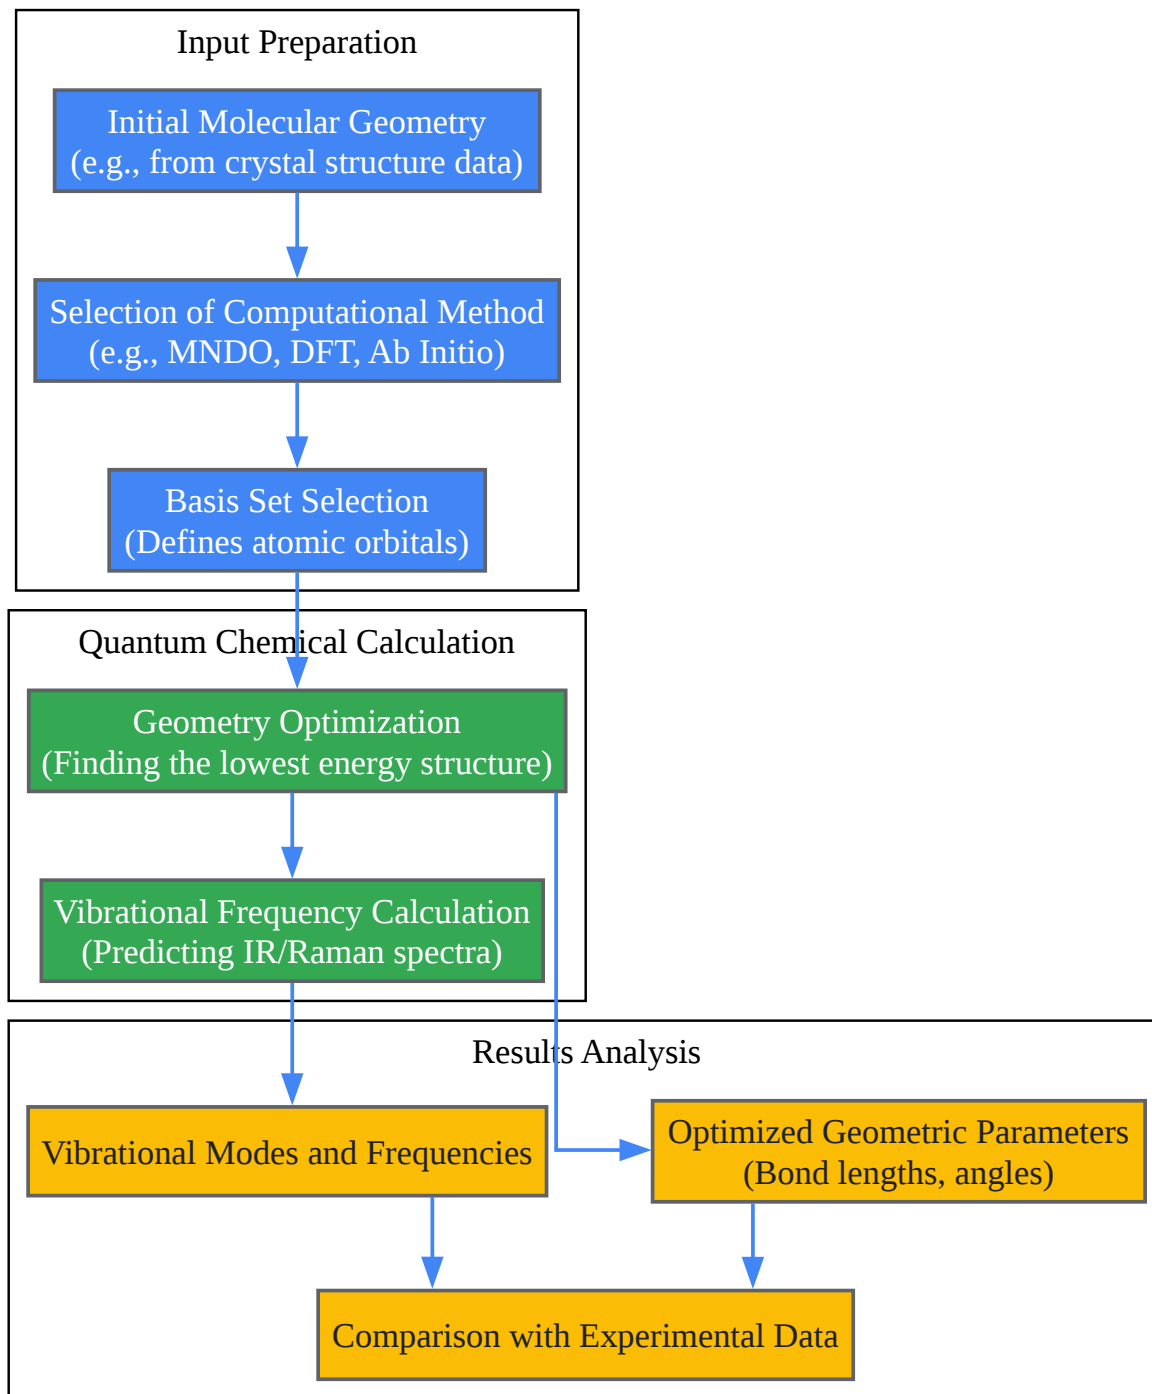 Input Preparation
Initial Molecular Geometry
(e.g., from crystal structure data)
Selection of Computational Method
(e.g., MNDO, DFT, Ab Initio)
Basis Set Selection
(Defines atomic orbitals)
Quantum Chemical Calculation
Geometry Optimization
(Finding the lowest energy structure)
Vibrational Frequency Calculation
(Predicting IR/Raman spectra)
Results Analysis
Vibrational Modes and Frequencies
Optimized Geometric Parameters
(Bond lengths, angles)
Comparison with Experimental Data